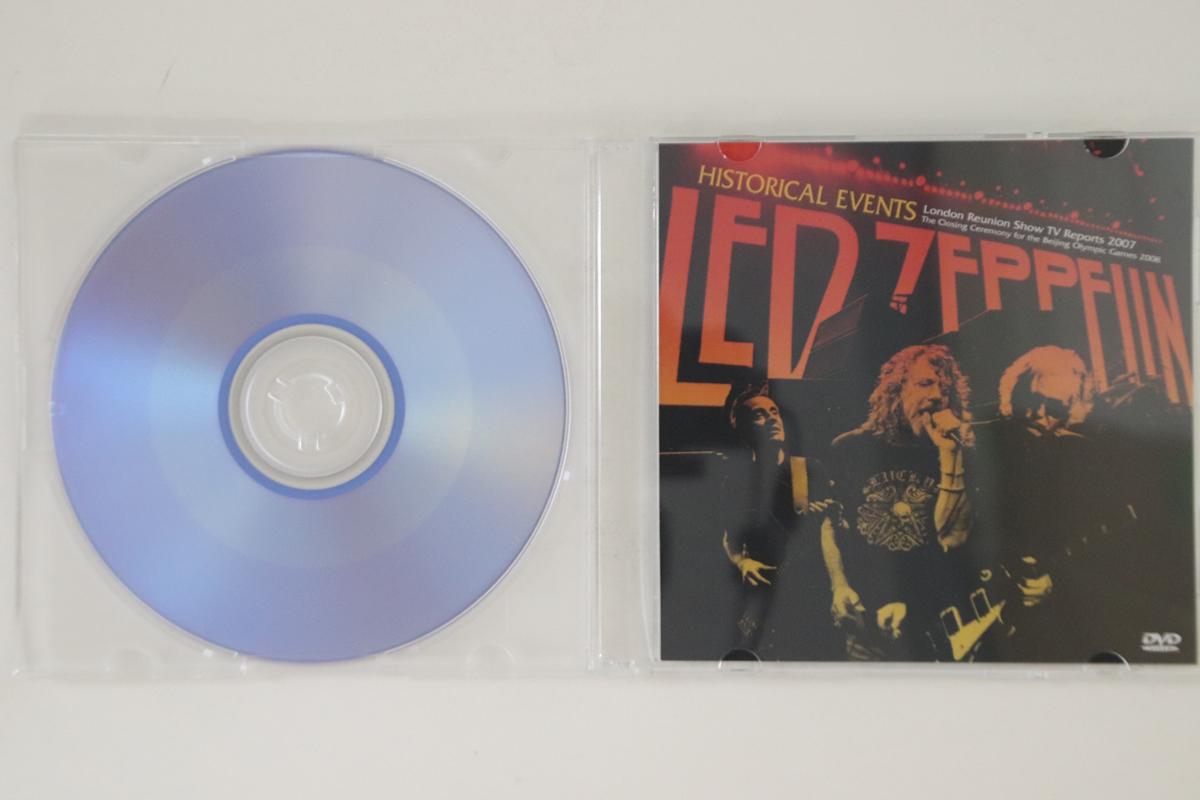 HISTORICAL EVENTS
London Reunion Show TV Reports 2007
The Closing Ceremony for the Beijing Olympic Games 2008
LED ZEPPELIN
DVD